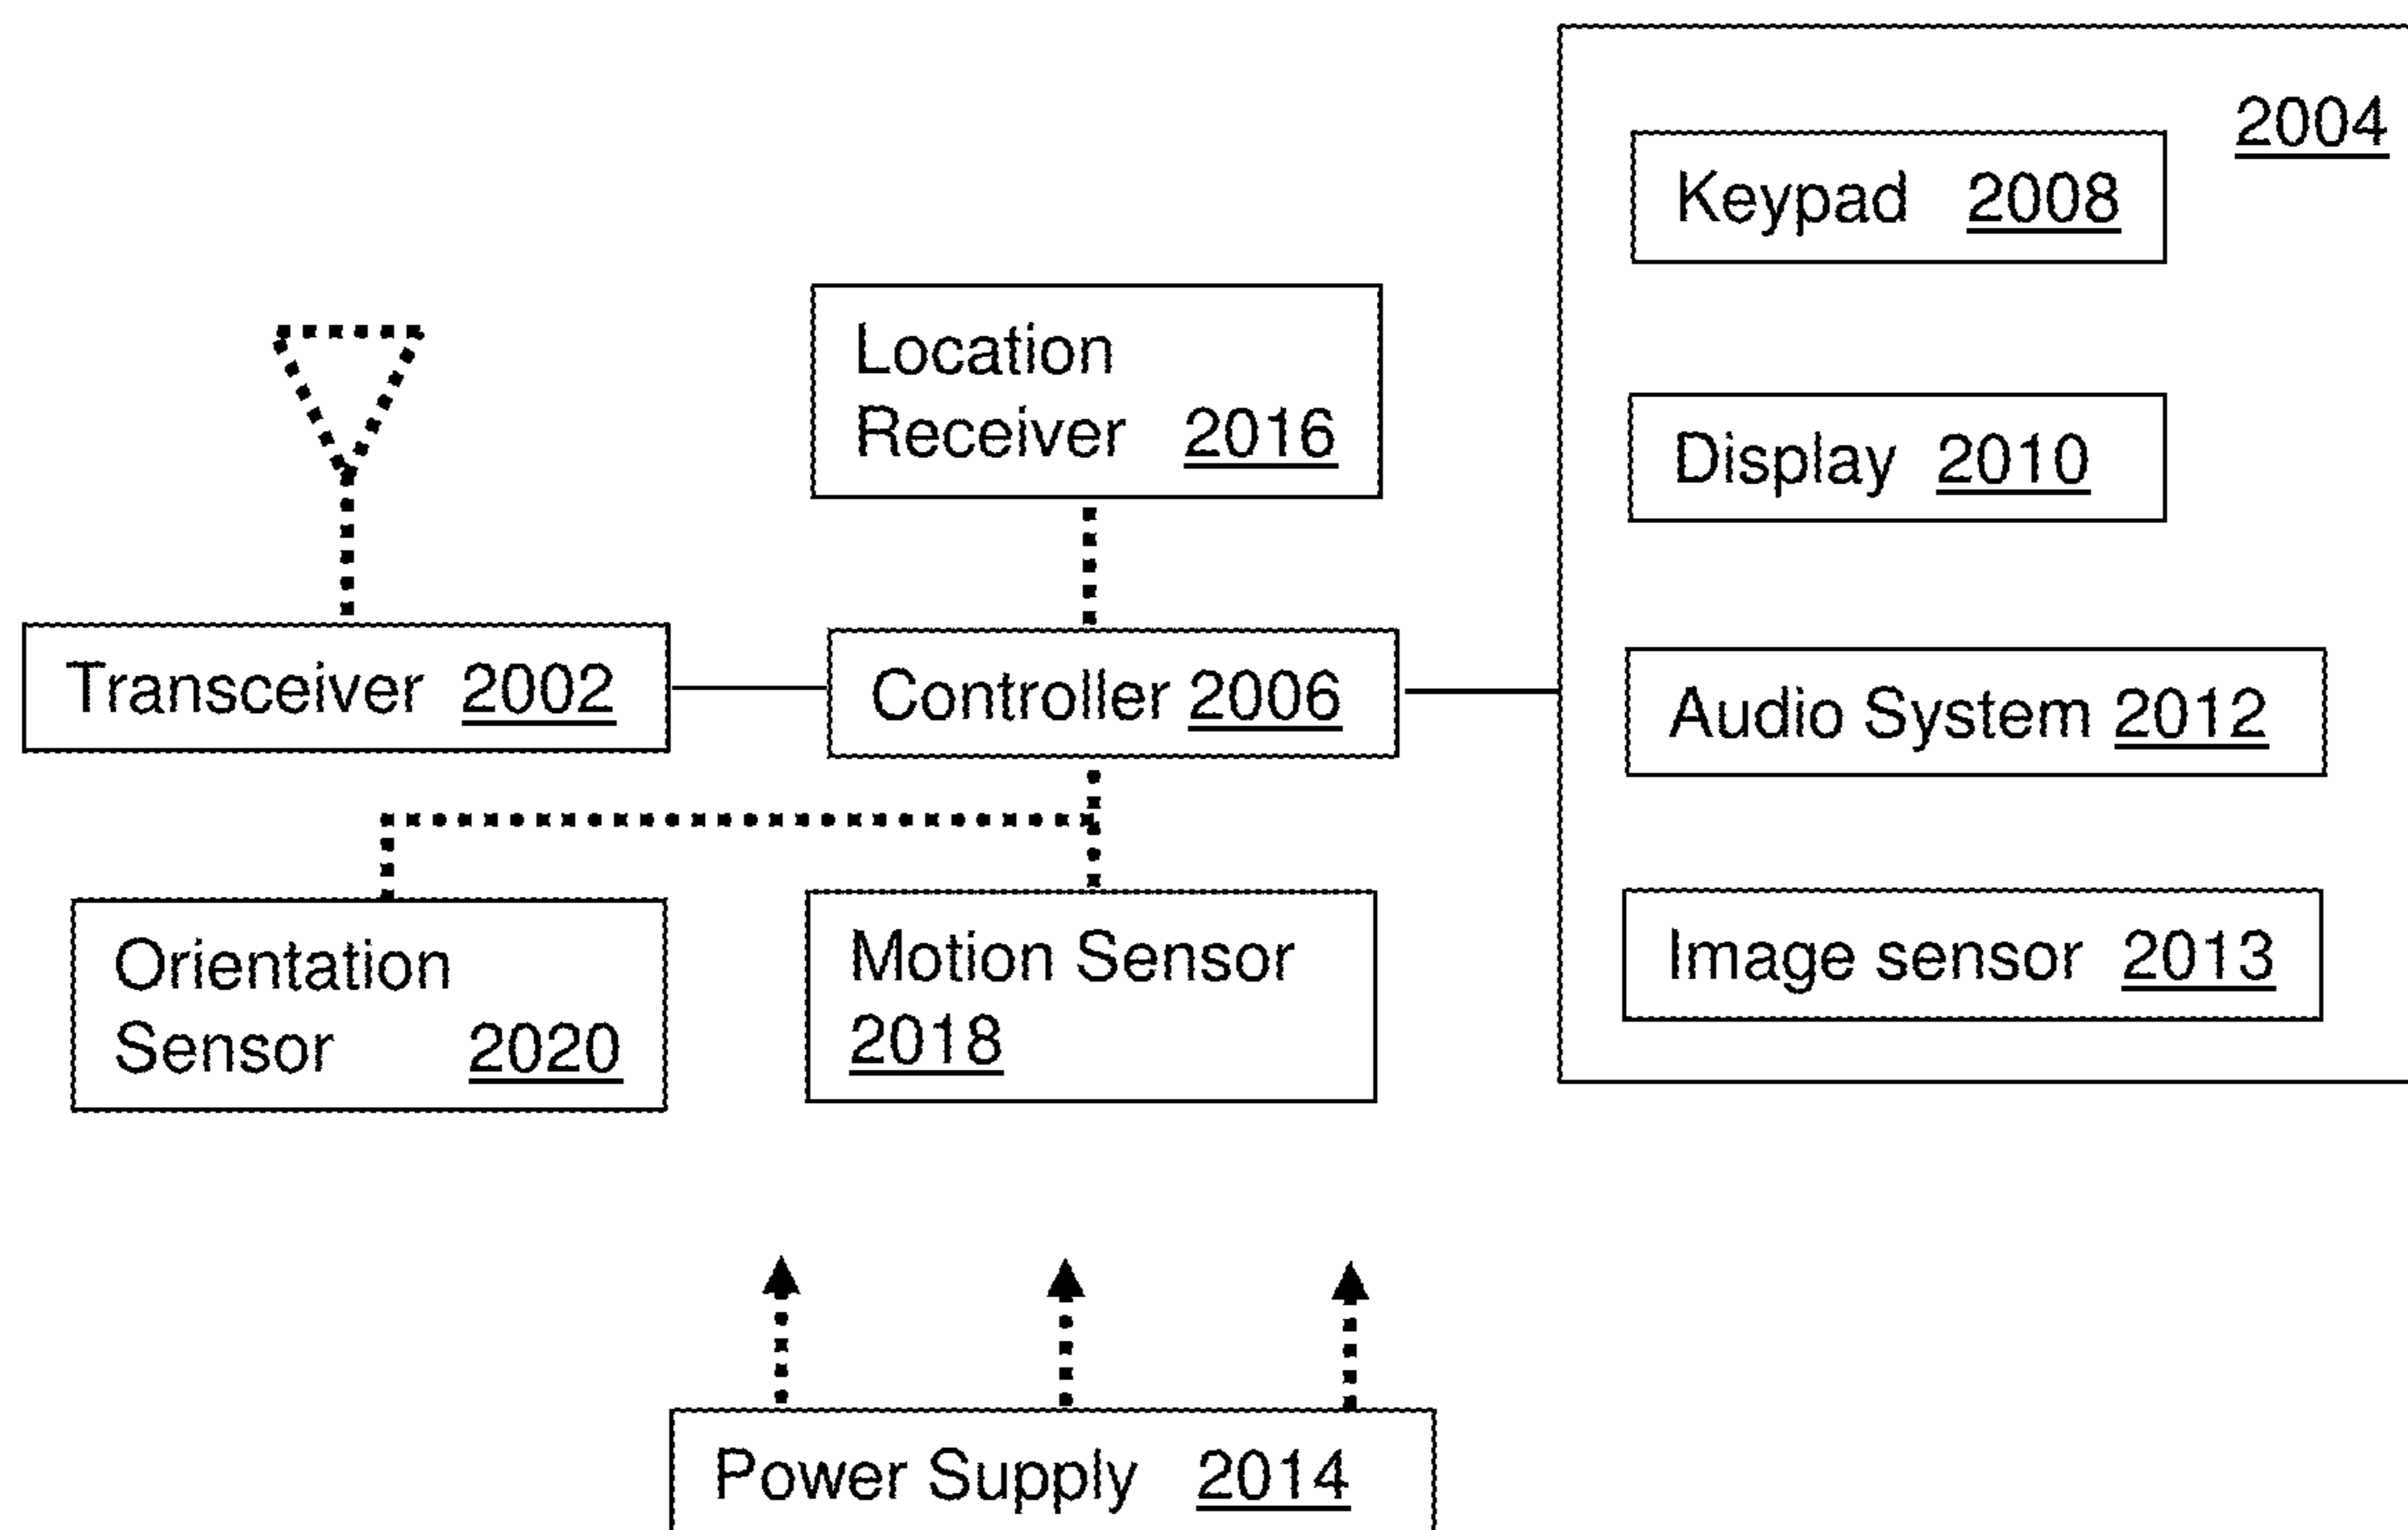 2004
Keypad 2008
Location
Receiver 2016
Display 2010
Transceiver 2002
Controller 2006
Audio System 2012
Orientation
Sensor 2020
Motion Sensor
2018
Image sensor 2013
Power Supply 2014